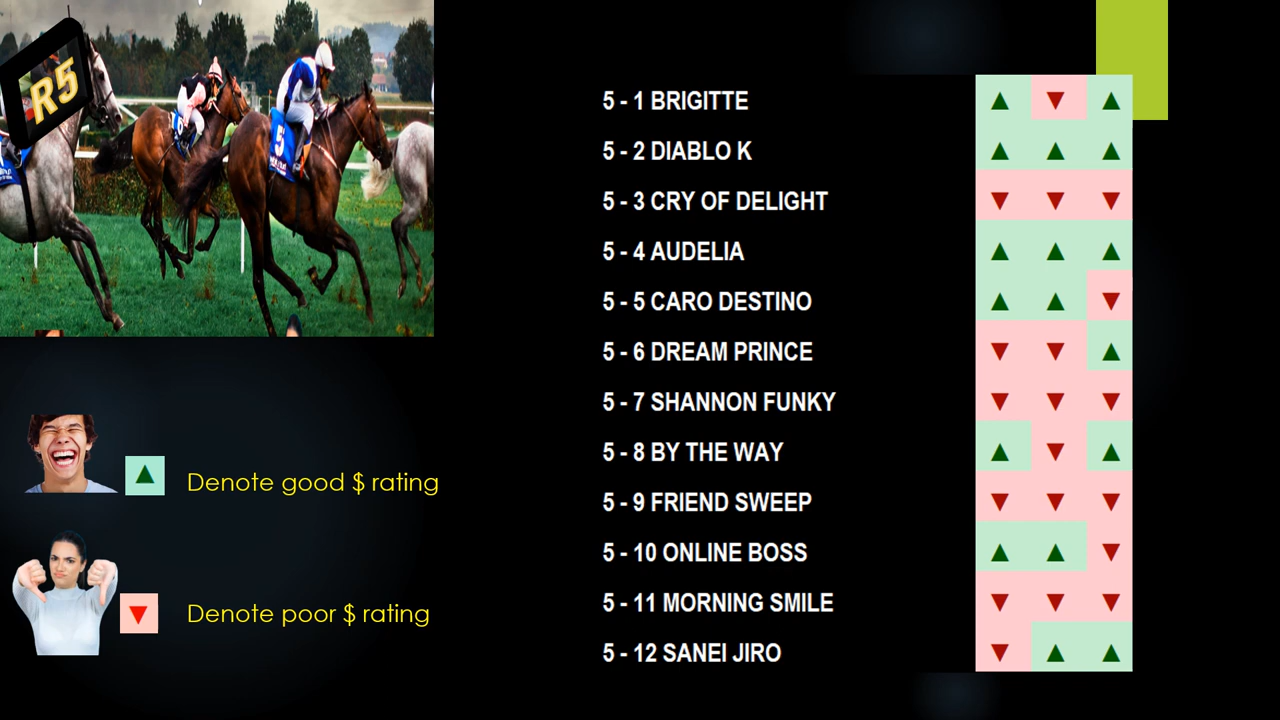 R5
6
5
5 - 1 BRIGITTE
5 - 2 DIABLO K
5 - 3 CRY OF DELIGHT
5 - 4 AUDELIA
5 - 5 CARO DESTINO
5 - 6 DREAM PRINCE
5 - 7 SHANNON FUNKY
5 - 8 BY THE WAY
5 - 9 FRIEND SWEEP
5 - 10 ONLINE BOSS
5 - 11 MORNING SMILE
5 - 12 SANEI JIRO
Denote good $ rating
Denote poor $ rating